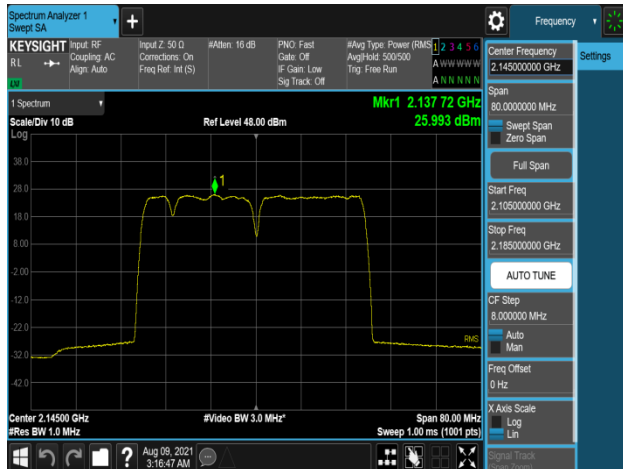 Spectrum Analyzer 1
Swept SA
Frequency
KEYSIGHT
RL
Input: RF
Coupling: AC
Align: Auto
Input Z: 50 Ω
Corrections: On
Freq Ref: Int (S)
#Atten: 16 dB
PNO: Fast
Gate: Off
IF Gain: Low
Sig Track: Off
#Avg Type: Power (RMS
Avg|Hold: 500/500
Trig: Free Run
1 2 3 4 5 6
A W W W W W
A N N N N N
Settings
Center Frequency
2.145000000 GHz
Span
80.0000000 MHz
Swept Span
Zero Span
Full Span
Start Freq
2.105000000 GHz
Stop Freq
2.185000000 GHz
AUTO TUNE
CF Step
8.000000 MHz
Auto
Man
Freq Offset
0 Hz
X Axis Scale
Log
Lin
Signal Track
(Span Zoom)
1 Spectrum
Scale/Div 10 dB
Ref Level 48.00 dBm
Mkr1 2.137 72 GHz
25.993 dBm
Log
38.0
28.0
18.0
8.00
-2.00
-12.0
-22.0
-32.0
-42.0
1
RMS
Center 2.14500 GHz
#Video BW 3.0 MHz*
Span 80.00 MHz
#Res BW 1.0 MHz
Sweep 1.00 ms (1001 pts)
?
Aug 09, 2021
3:16:47 AM